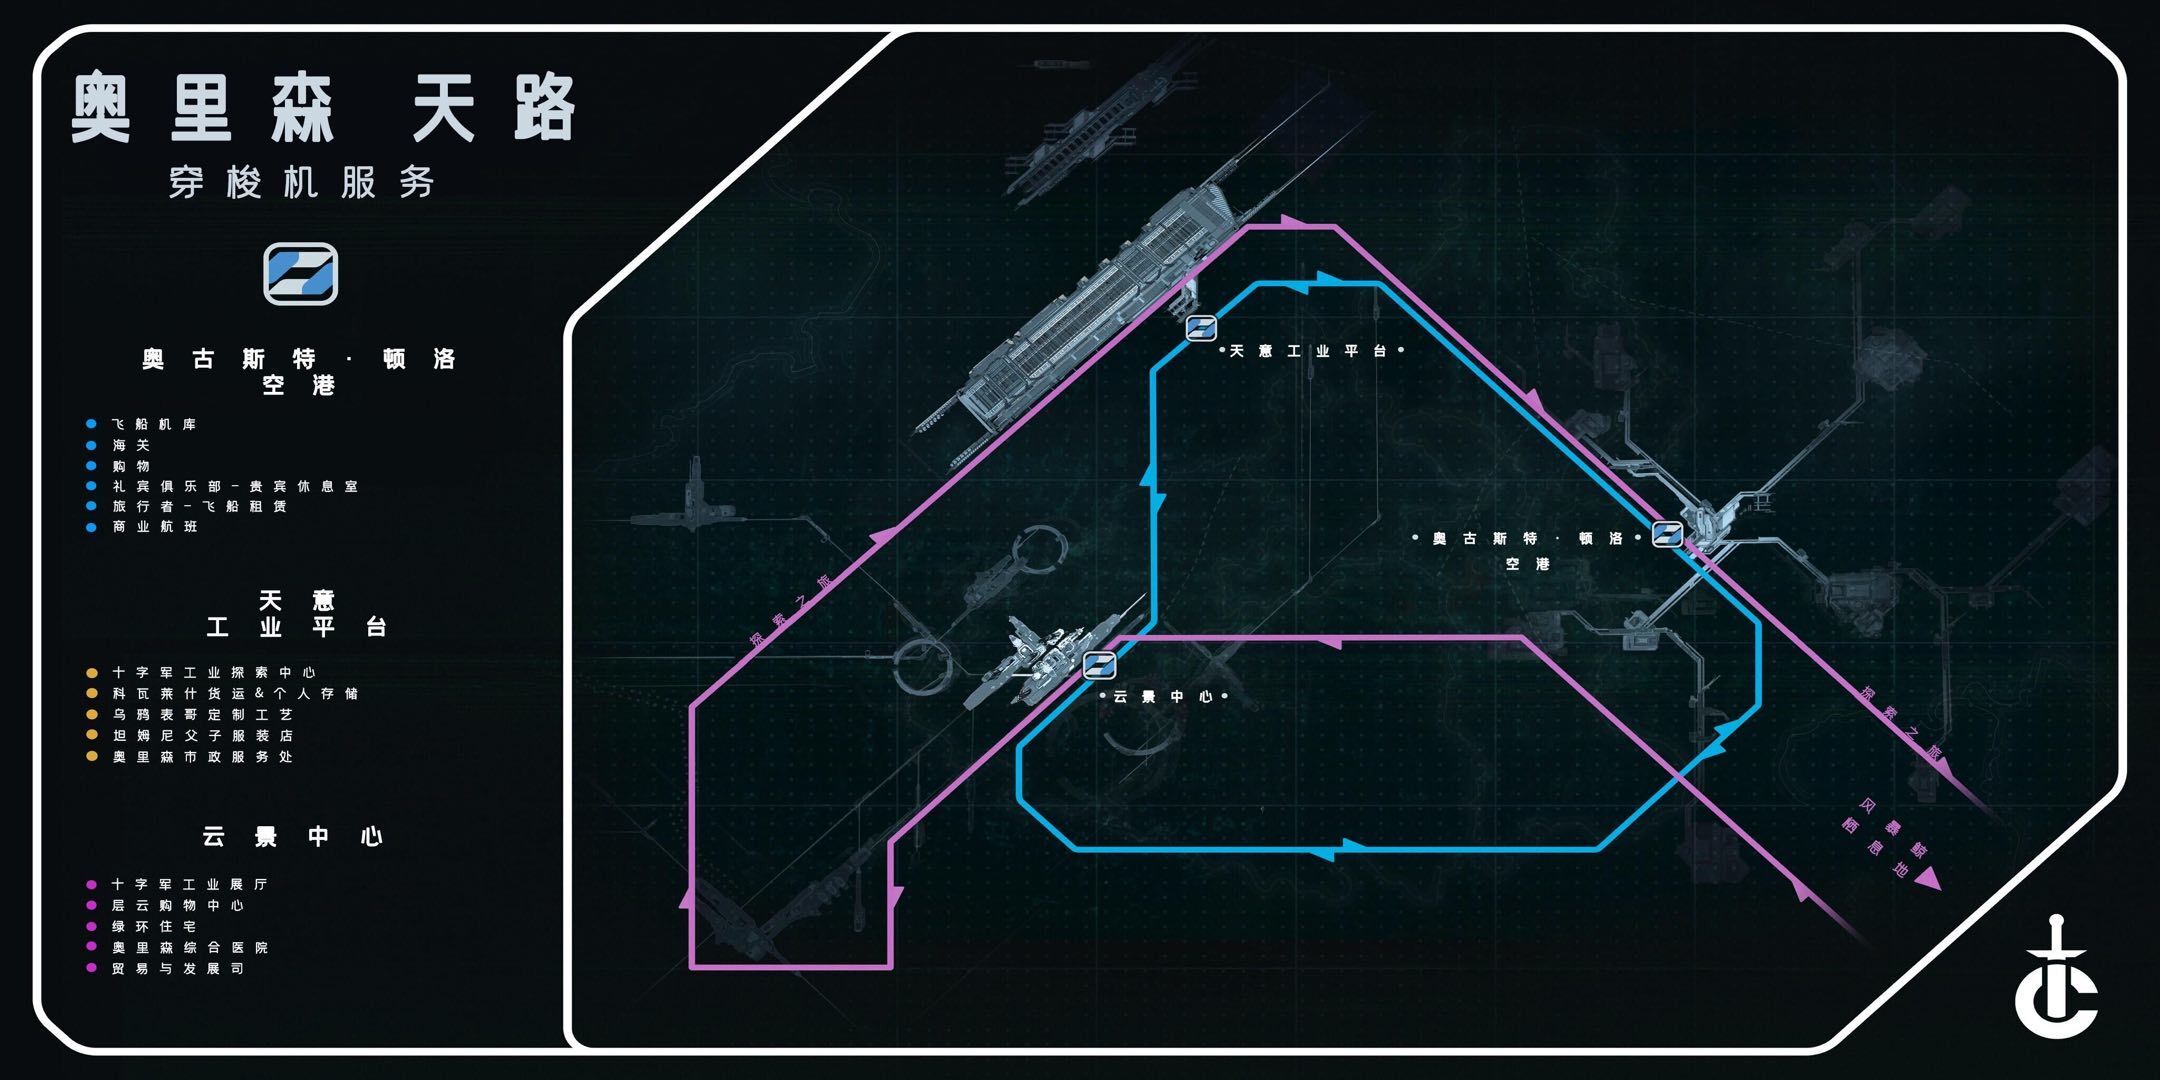 奥里森 天路
穿梭机服务
奥古斯特·顿洛
空港
飞船机库
海关
购物
礼宾俱乐部-贵宾休息室
旅行者-飞船租赁
商业航班
天意
工业平台
十字军工业探索中心
科瓦莱什货运&个人存储
乌鸦表哥定制工艺
坦姆尼父子服装店
奥里森市政服务处
云景中心
十字军工业展厅
层云购物中心
绿环住宅
奥里森综合医院
贸易与发展司
天意工业平台
奥古斯特·顿洛
空港
探索之旅
云景中心
探索之旅
风暴鲸
栖息地